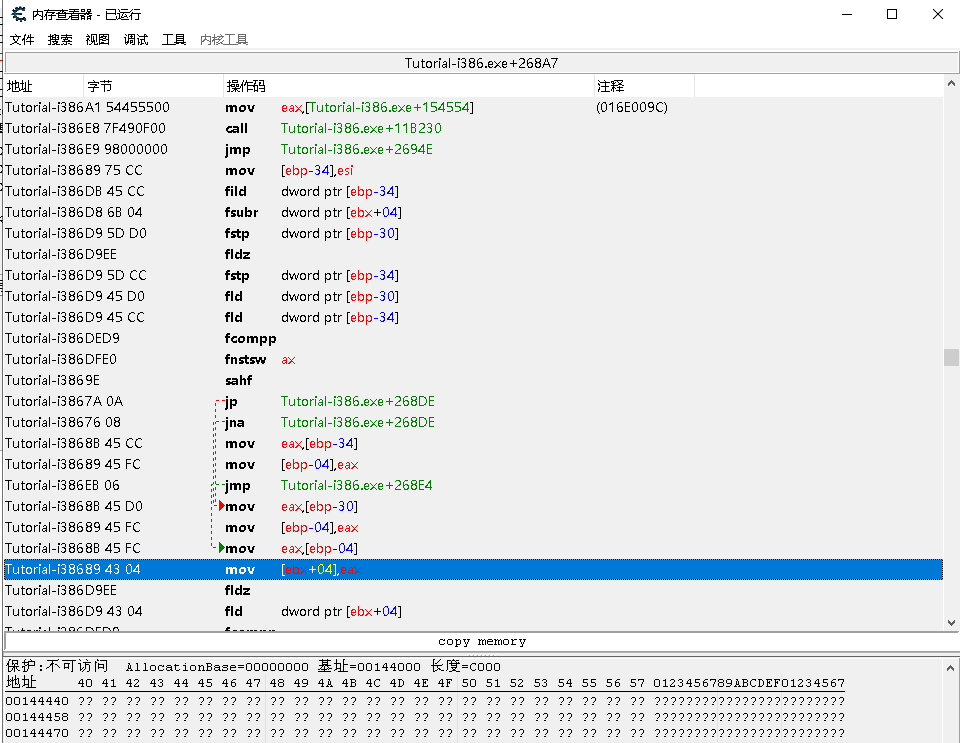 内存查看器 - 已运行
文件 搜索 视图 调试 工具 内核工具
Tutorial-i386.exe+268A7
地址 字节 操作码 注释
Tutorial-i386A1 54455500 mov eax,[Tutorial-i386.exe+154554] (016E009C)
Tutorial-i386E8 7F490F00 call Tutorial-i386.exe+11B230
Tutorial-i386E9 98000000 jmp Tutorial-i386.exe+2694E
Tutorial-i38689 75 CC mov [ebp-34],esi
Tutorial-i386DB 45 CC fild dword ptr [ebp-34]
Tutorial-i386D8 6B 04 fsubr dword ptr [ebx+04]
Tutorial-i386D9 5D D0 fstp dword ptr [ebp-30]
Tutorial-i386D9EE fldz
Tutorial-i386D9 5D CC fstp dword ptr [ebp-34]
Tutorial-i386D9 45 D0 fld dword ptr [ebp-30]
Tutorial-i386D9 45 CC fld dword ptr [ebp-34]
Tutorial-i386DED9 fcompp
Tutorial-i386DFE0 fnstsw ax
Tutorial-i3869E sahf
Tutorial-i3867A 0A jp Tutorial-i386.exe+268DE
Tutorial-i38676 08 jna Tutorial-i386.exe+268DE
Tutorial-i3868B 45 CC mov eax,[ebp-34]
Tutorial-i38689 45 FC mov [ebp-04],eax
Tutorial-i386EB 06 jmp Tutorial-i386.exe+268E4
Tutorial-i3868B 45 D0 mov eax,[ebp-30]
Tutorial-i38689 45 FC mov [ebp-04],eax
Tutorial-i3868B 45 FC mov eax,[ebp-04]
Tutorial-i38689 43 04 mov [ebx+04],eax
Tutorial-i386D9EE fldz
Tutorial-i386D9 43 04 fld dword ptr [ebx+04]
Tutorial-i386DED9 fcompp
copy memory
保护:不可访问 AllocationBase=00000000 基址=00144000 长度=C000
地址 40 41 42 43 44 45 46 47 48 49 4A 4B 4C 4D 4E 4F 50 51 52 53 54 55 56 57 0123456789ABCDEF01234567
00144440 ?? ?? ?? ?? ?? ?? ?? ?? ?? ?? ?? ?? ?? ?? ?? ?? ?? ?? ?? ?? ?? ?? ?? ?? ????????????????????????
00144458 ?? ?? ?? ?? ?? ?? ?? ?? ?? ?? ?? ?? ?? ?? ?? ?? ?? ?? ?? ?? ?? ?? ?? ?? ????????????????????????
00144470 ?? ?? ?? ?? ?? ?? ?? ?? ?? ?? ?? ?? ?? ?? ?? ?? ?? ?? ?? ?? ?? ?? ?? ?? ????????????????????????